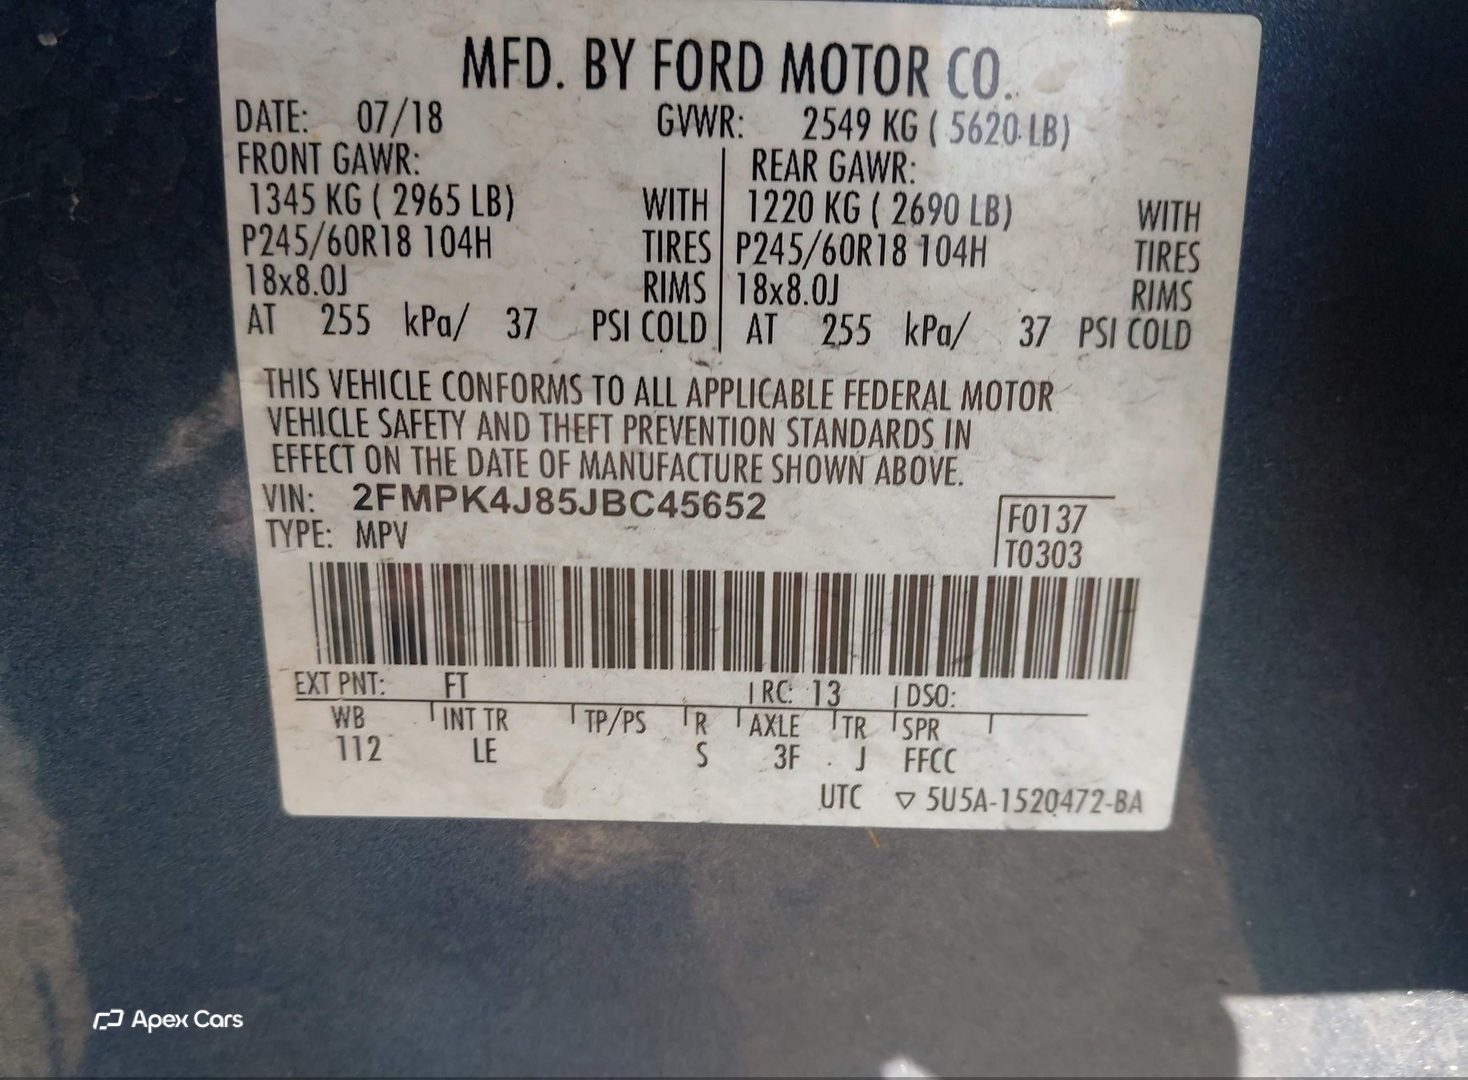 MFD. BY FORD MOTOR CO.
DATE: 07/18 GVWR: 2549 KG ( 5620 LB)
FRONT GAWR: REAR GAWR:
1345 KG ( 2965 LB) WITH 1220 KG ( 2690 LB) WITH
P245/60R18 104H TIRES P245/60R18 104H TIRES
18x8.0J RIMS 18x8.0J RIMS
AT 255 kPa/ 37 PSI COLD AT 255 kPa/ 37 PSI COLD
THIS VEHICLE CONFORMS TO ALL APPLICABLE FEDERAL MOTOR
VEHICLE SAFETY AND THEFT PREVENTION STANDARDS IN
EFFECT ON THE DATE OF MANUFACTURE SHOWN ABOVE.
VIN: 2FMPK4J85JBC45652
TYPE: MPV
F0137
T0303
EXT PNT: FT RC: 13 DSO:
WB INT TR TP/PS R AXLE TR SPR
112 LE S 3F J FFCC
UTC ▽ 5U5A-1520472-BA
Apex Cars